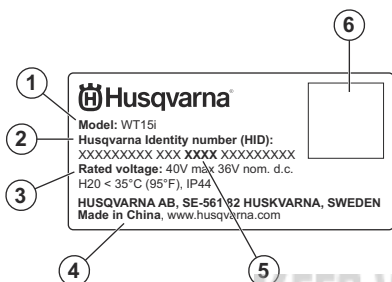 6
1
Husqvarna
2
Model: WT15i
Husqvarna Identity number (HID):
XXXXXXXXX XXX XXXX XXXXXXXXX
3
Rated voltage: 40V max 36V nom. d.c.
H20 < 35°C (95°F), IP44
HUSQVARNA AB, SE-561 82 HUSKVARNA, SWEDEN
Made in China, www.husqvarna.com
4
5